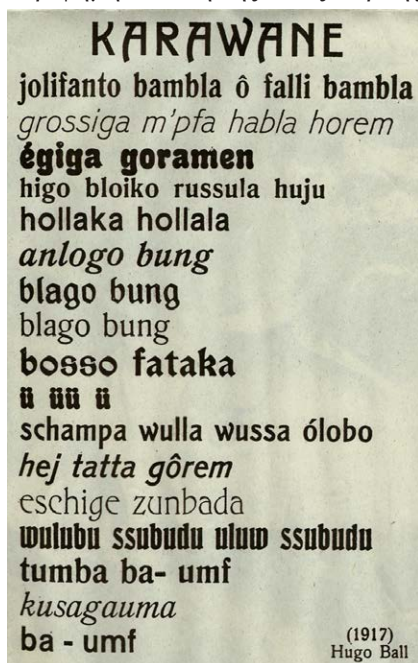 KARAWANE
jolifanto bambla ô falli bambla
grossiga m'pfa habla horem
égiga goramen
higo bloiko russula huju
hollaka hollala
anlogo bung
blago bung
blago bung
bosso fataka
ü üü ü
schampa wulla wussa ólobo
hej tatta gôrem
eschige zunbada
wulubu ssubudu uluw ssubudu
tumba ba- umf
kusagauma
ba - umf
(1917)
Hugo Ball